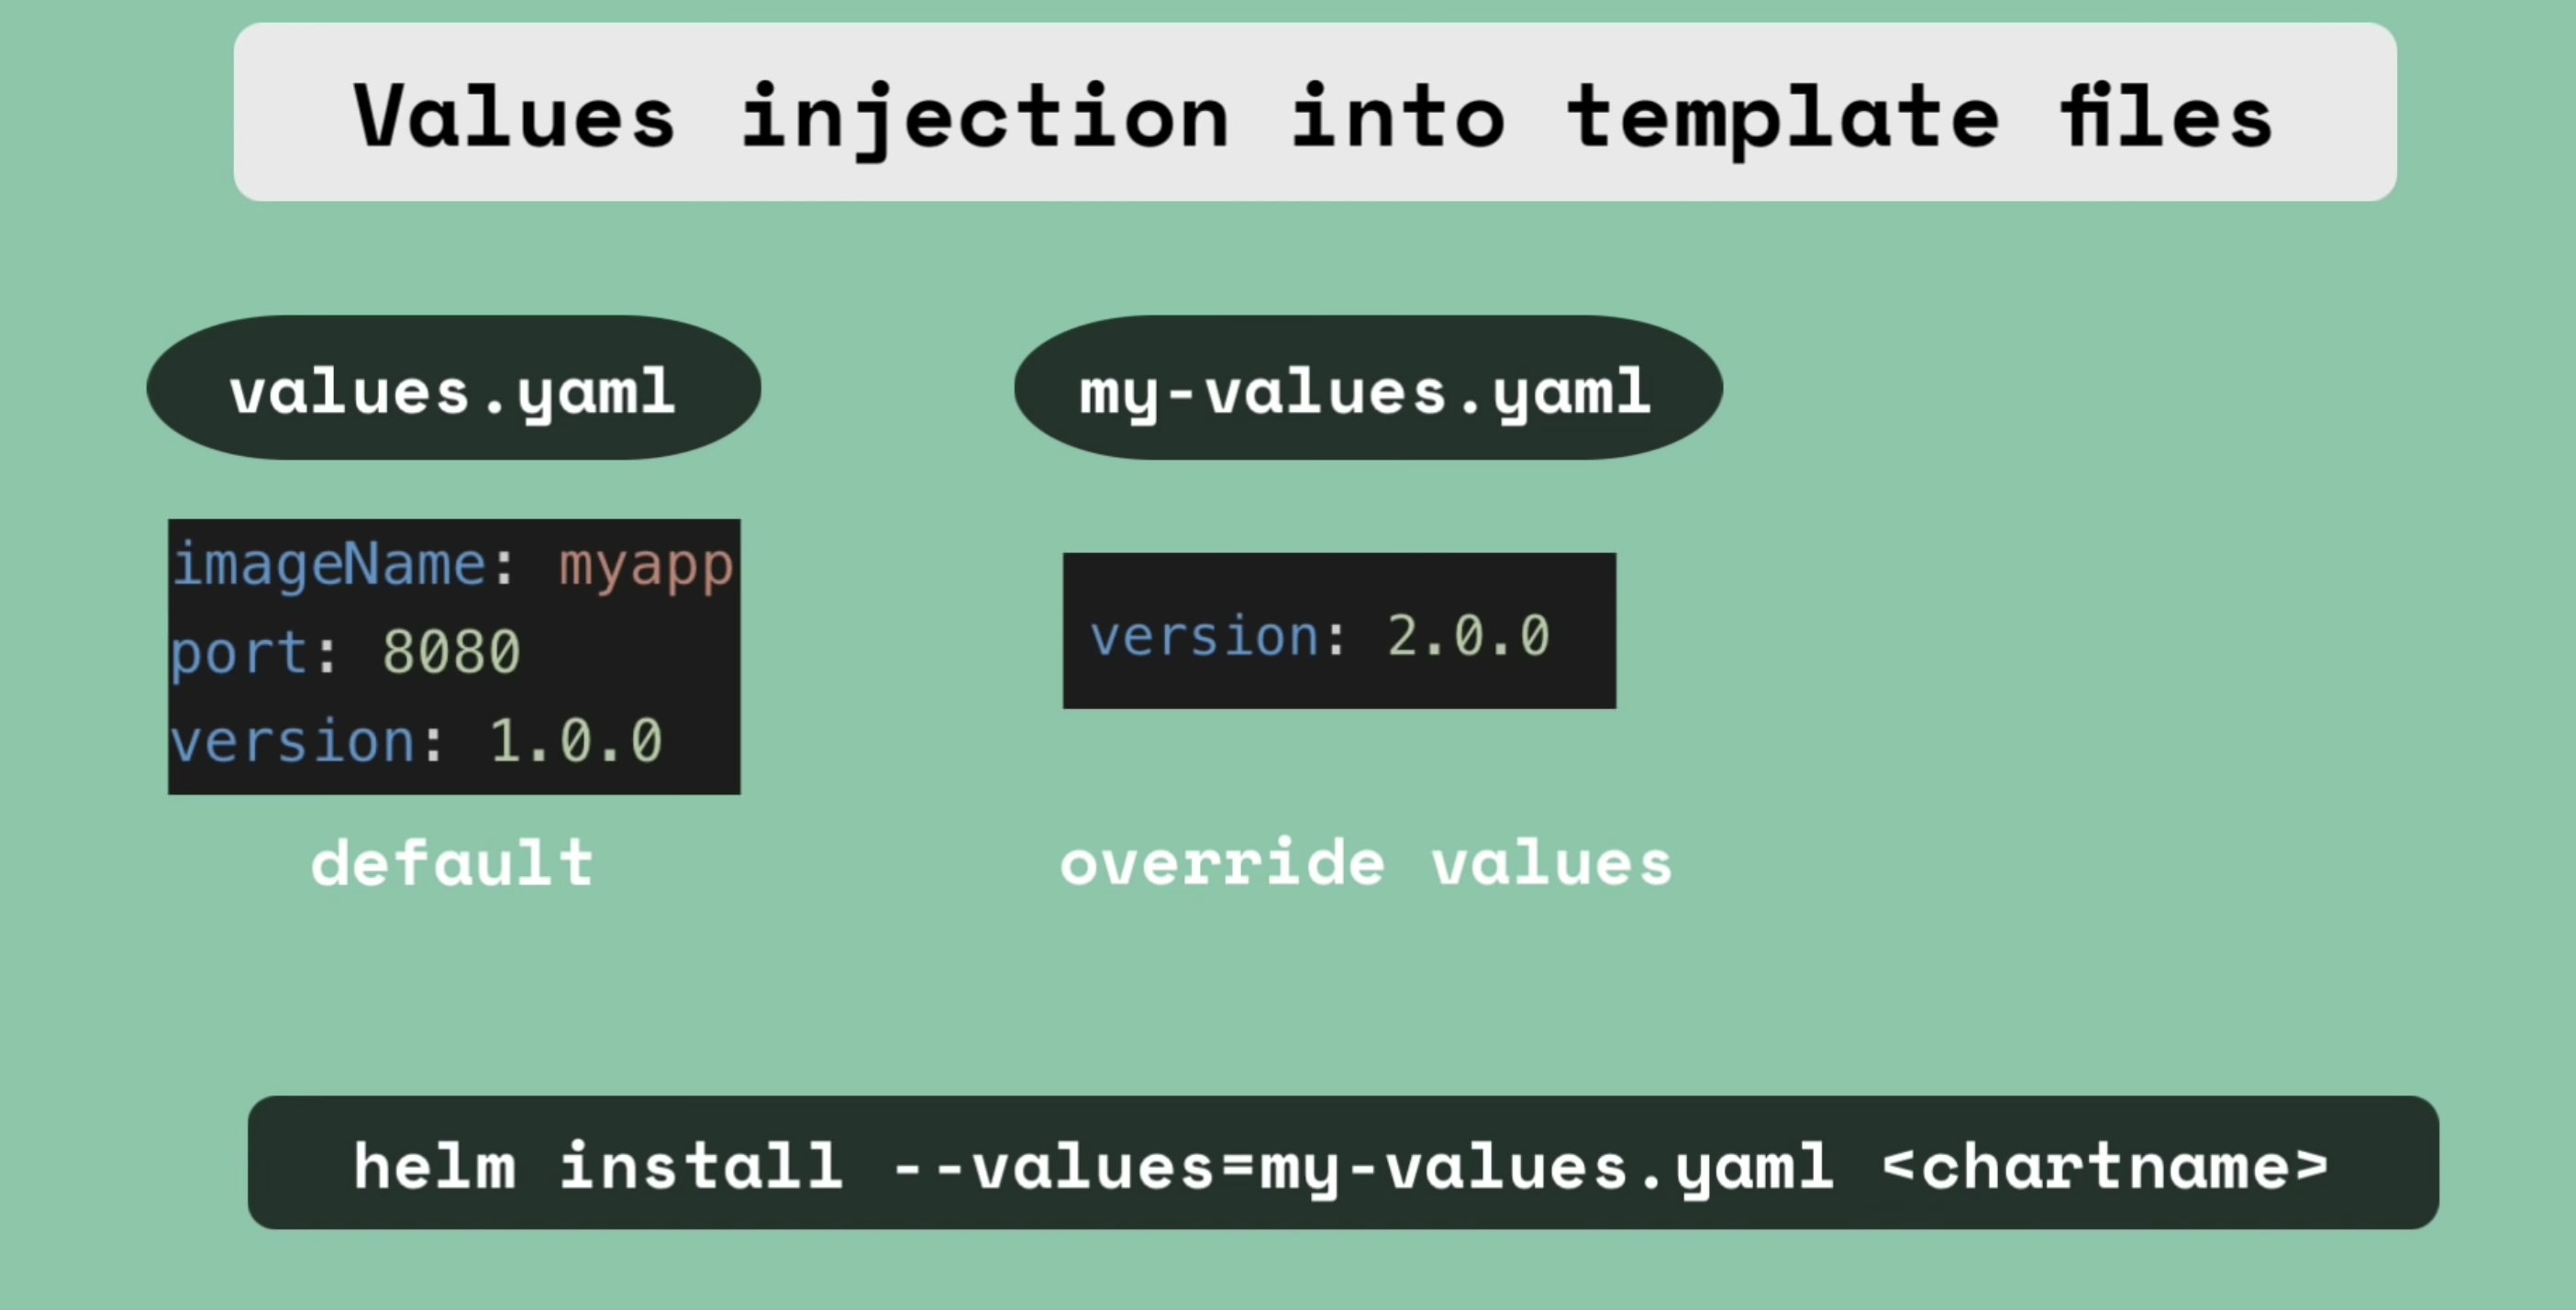 Values injection into template files
values.yaml
my-values.yaml
imageName: myapp
port: 8080
version: 1.0.0
version: 2.0.0
default
override values
helm install --values=my-values.yaml <chartname>